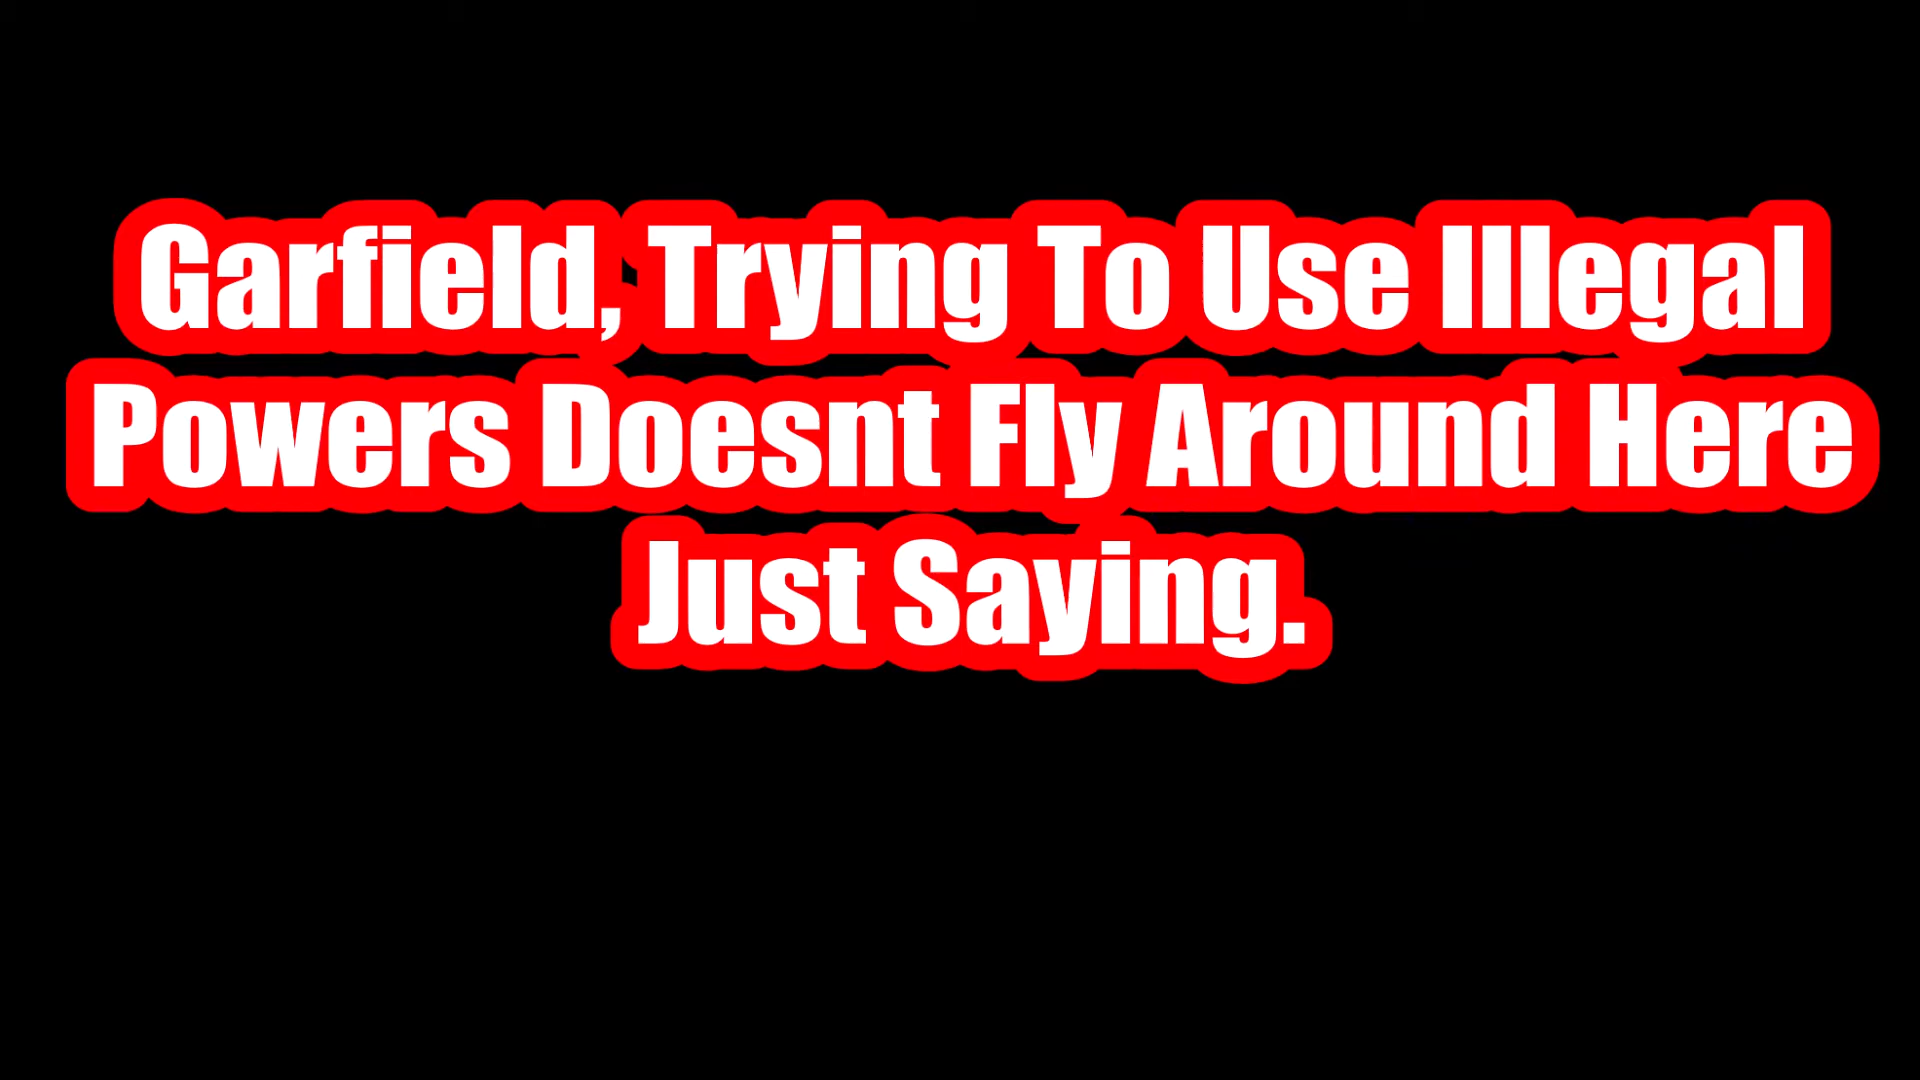 Garfield, Trying To Use Illegal
Powers Doesnt Fly Around Here
Just Saying.